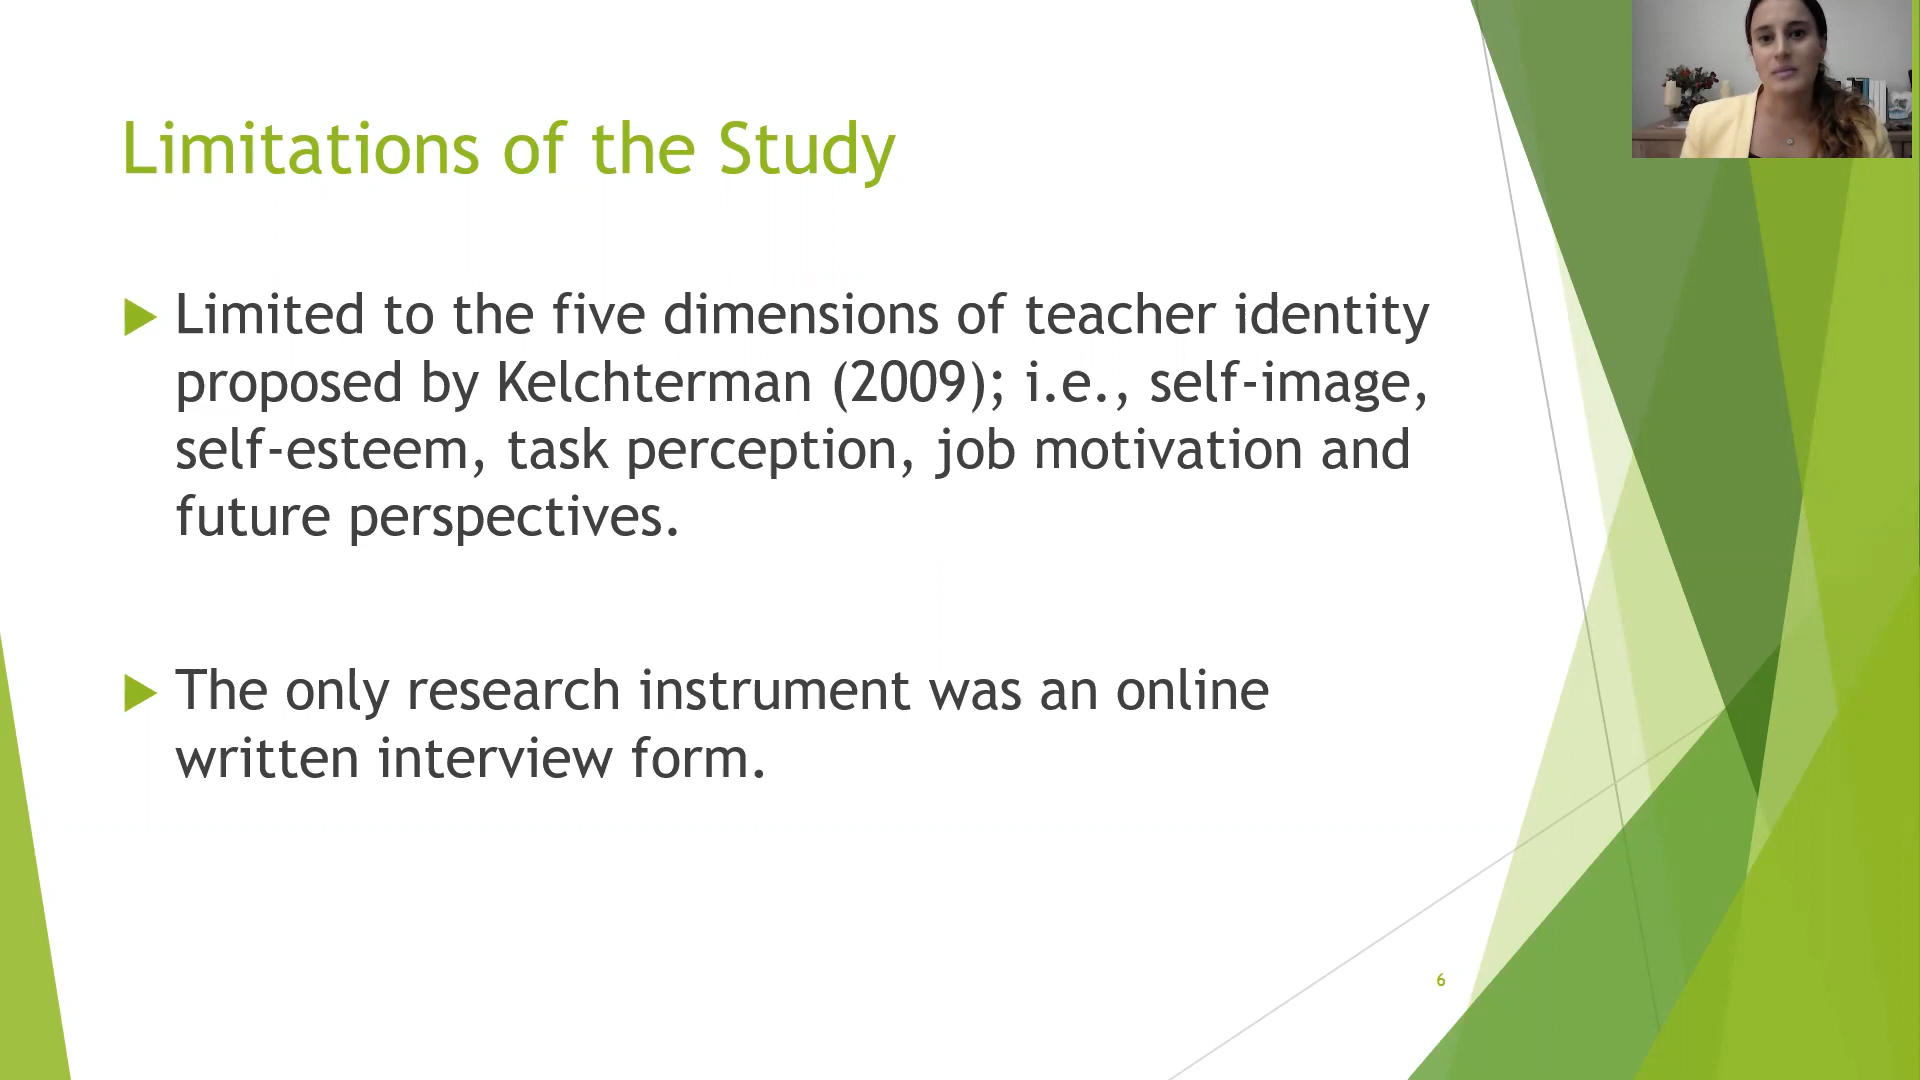 Limitations of the Study
Limited to the five dimensions of teacher identity
proposed by Kelchterman (2009); i.e., self-image,
self-esteem, task perception, job motivation and
future perspectives.
The only research instrument was an online
written interview form.
6